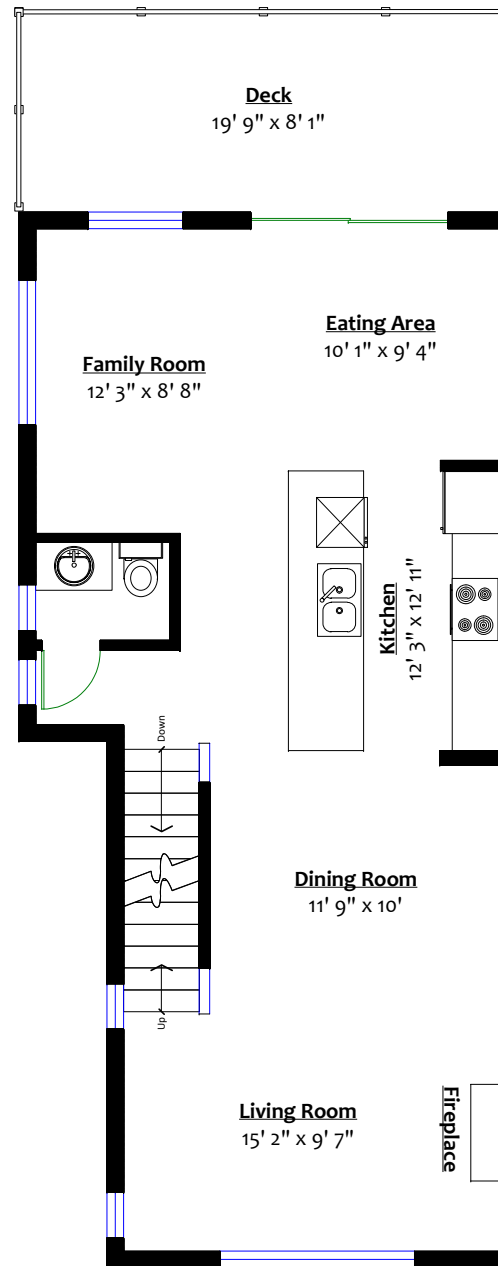 Deck
19' 9" x 8' 1"
Eating Area
10' 1" x 9' 4"
Family Room
12' 3" x 8' 8"
Kitchen
12' 3" x 12' 11"
Down
Dining Room
11' 9" x 10'
Up
Living Room
15' 2" x 9' 7"
Fireplace